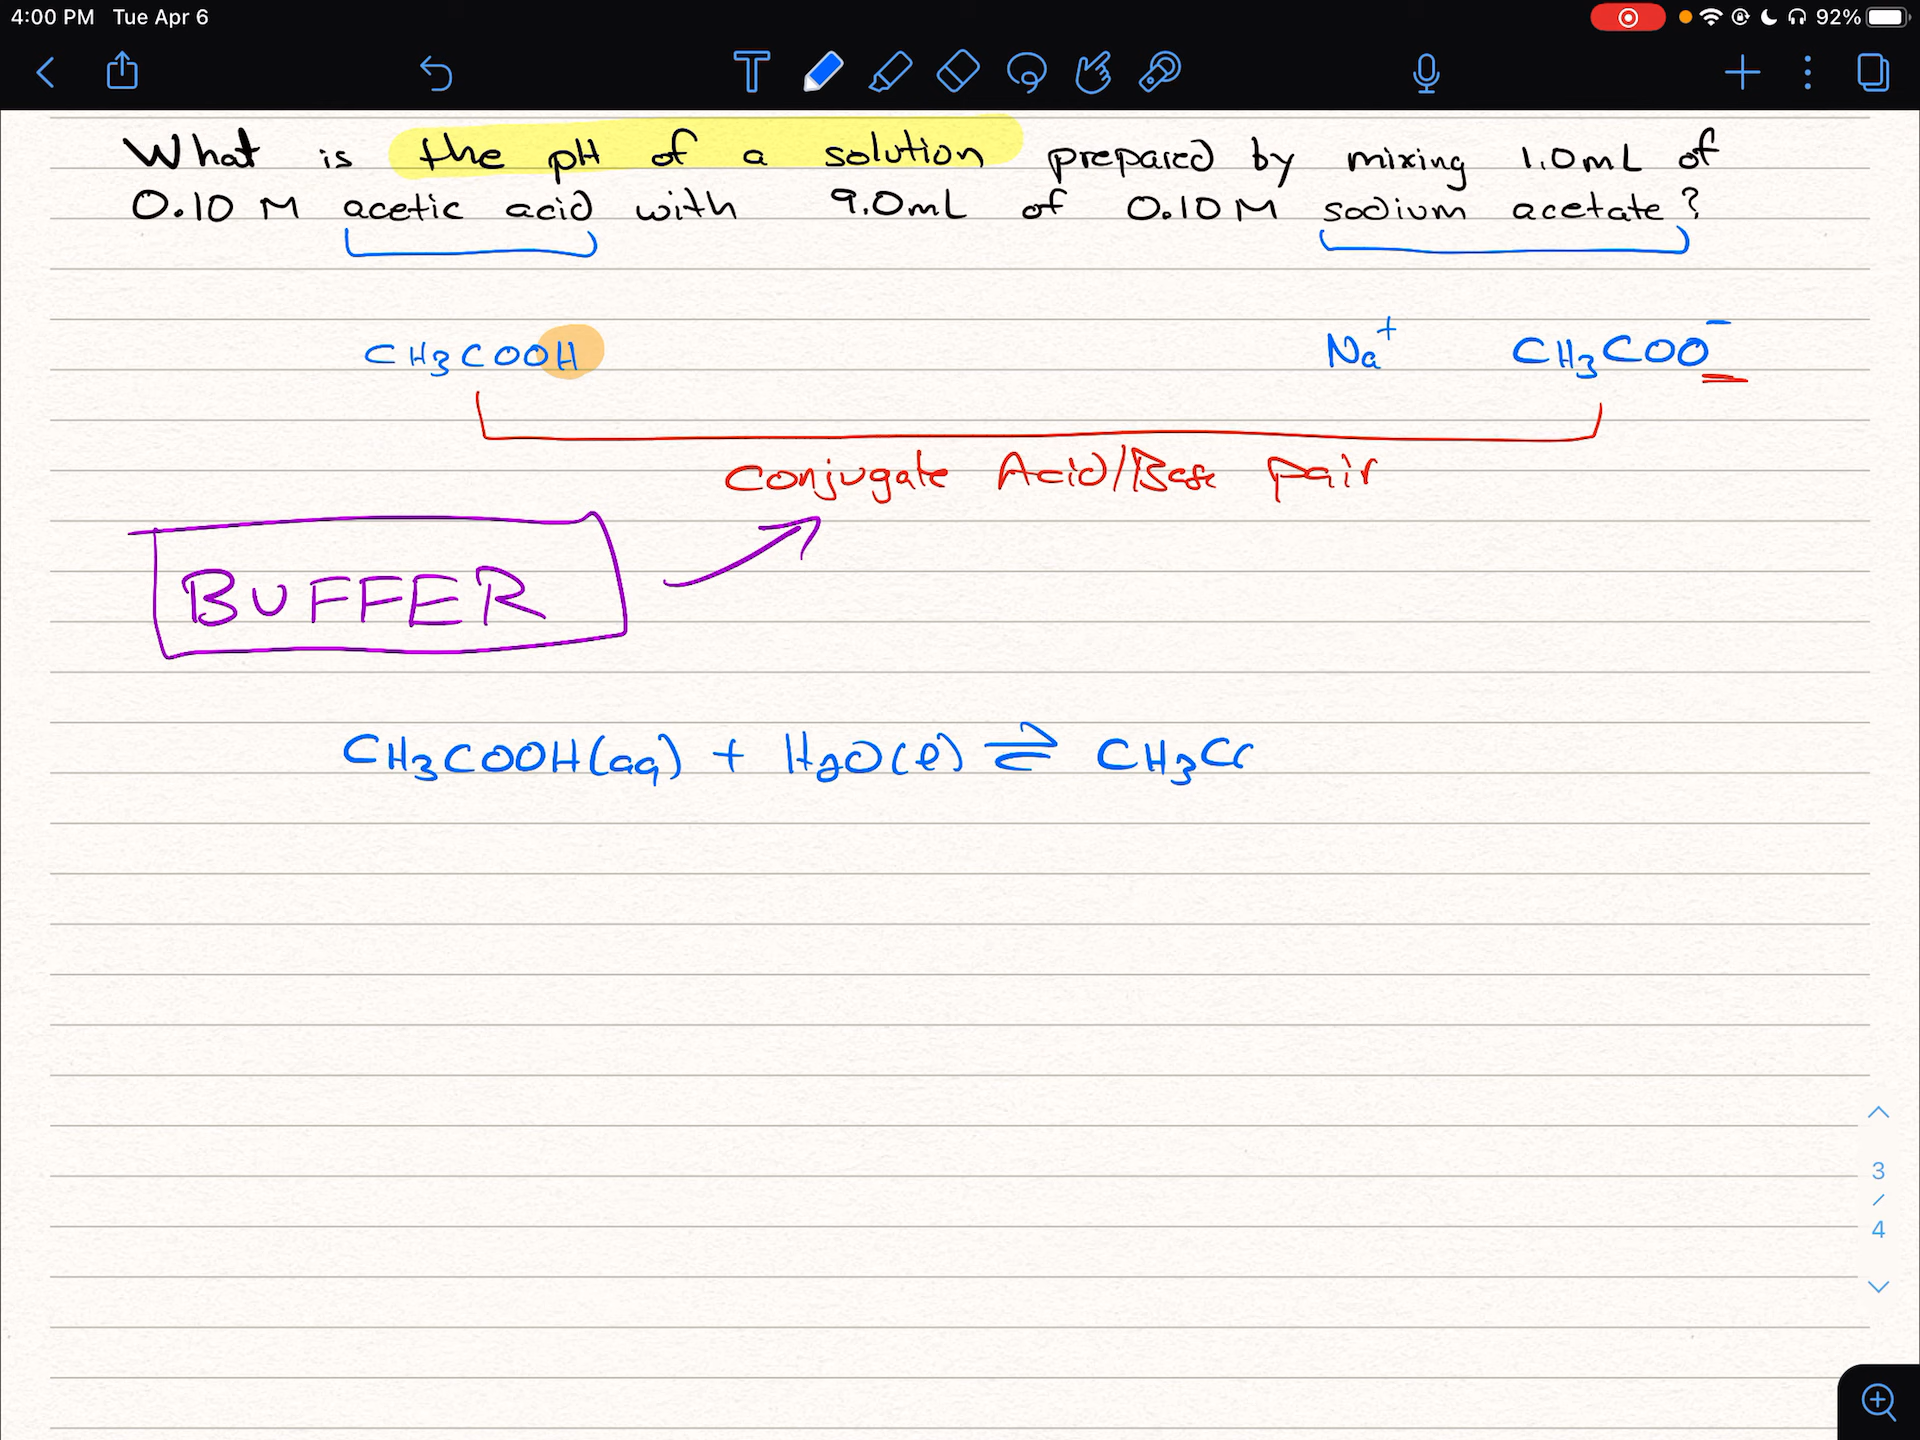 4:00 PM Tue Apr 6 92%
T
What is the pH of a solution prepared by mixing 1.0mL of
0.10 M acetic acid with 9.0mL of 0.10 M sodium acetate?
CH₃COOH Na⁺ CH₃COO⁻
Conjugate Acid/Base pair
BUFFER
CH₃COOH(aq) + H₂O(l) ⇌ CH₃CO
3
/
4